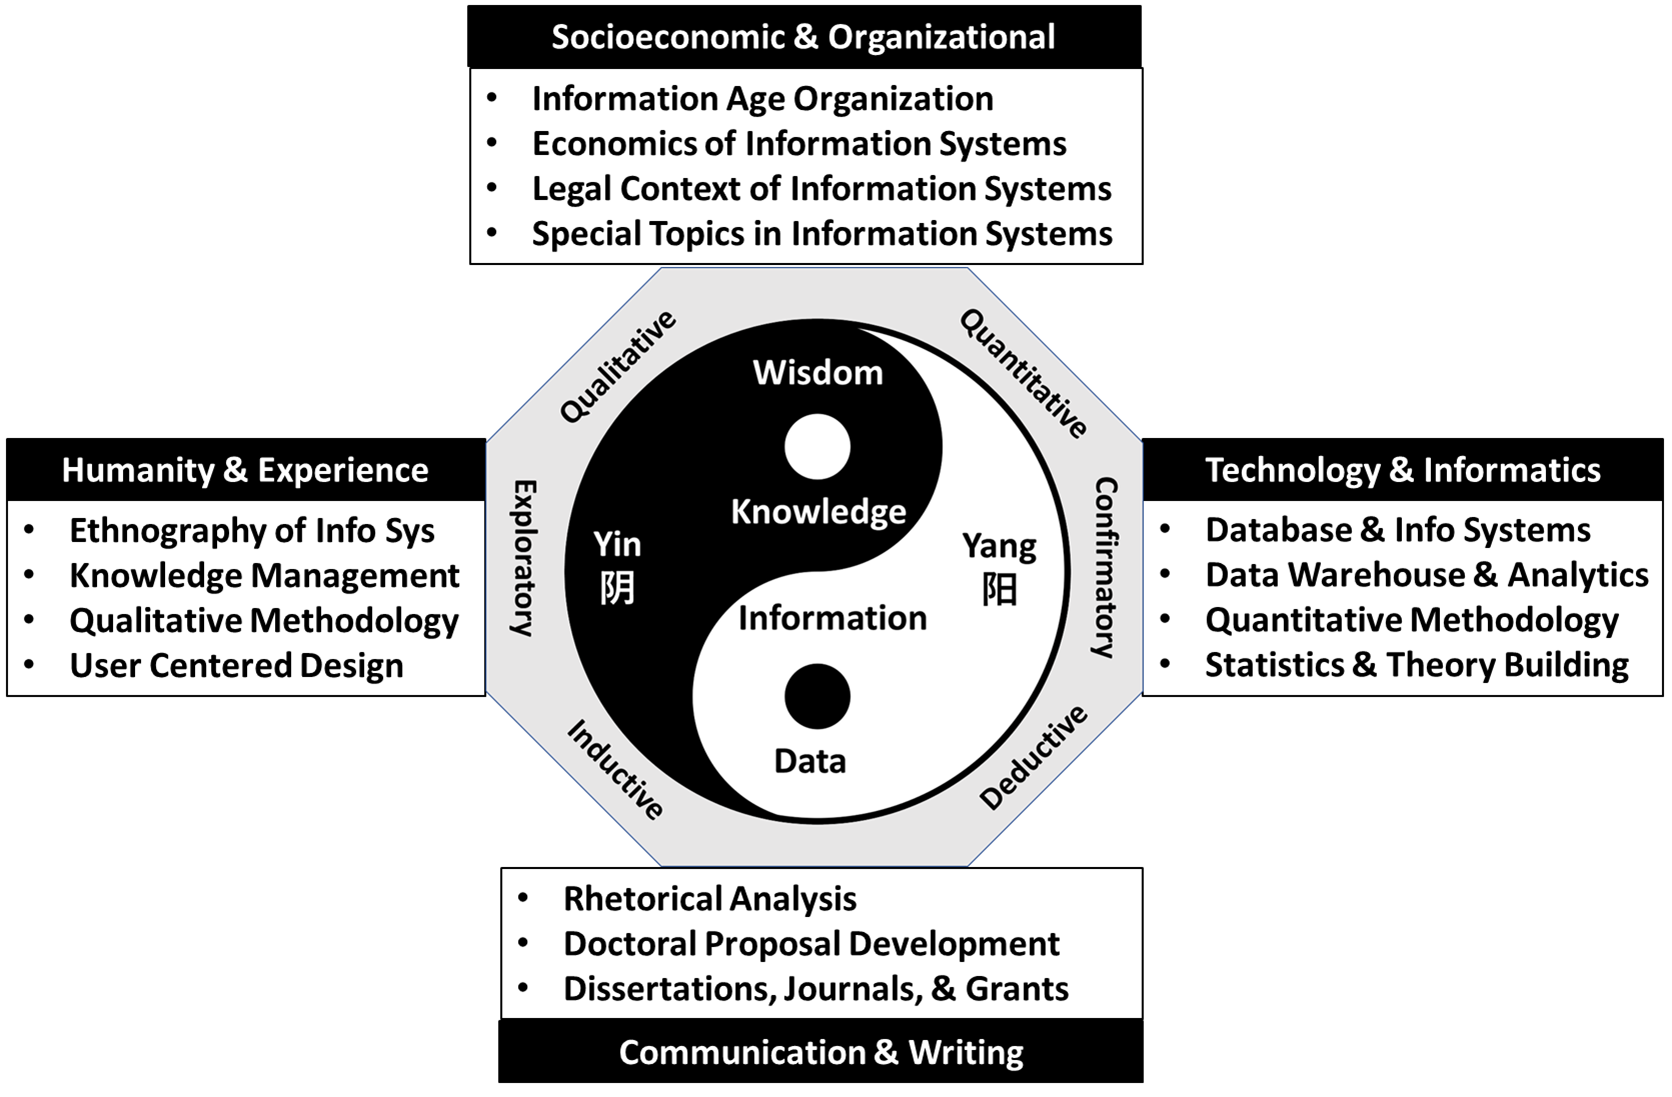 Socioeconomic & Organizational
• Information Age Organization
• Economics of Information Systems
• Legal Context of Information Systems
• Special Topics in Information Systems
Qualitative
Quantitative
Wisdom
Knowledge
Humanity & Experience
• Ethnography of Info Sys
• Knowledge Management
• Qualitative Methodology
• User Centered Design
Exploratory
Yin
阴
Yang
阳
Confirmatory
Technology & Informatics
• Database & Info Systems
• Data Warehouse & Analytics
• Quantitative Methodology
• Statistics & Theory Building
Information
Data
Inductive
Deductive
• Rhetorical Analysis
• Doctoral Proposal Development
• Dissertations, Journals, & Grants
Communication & Writing